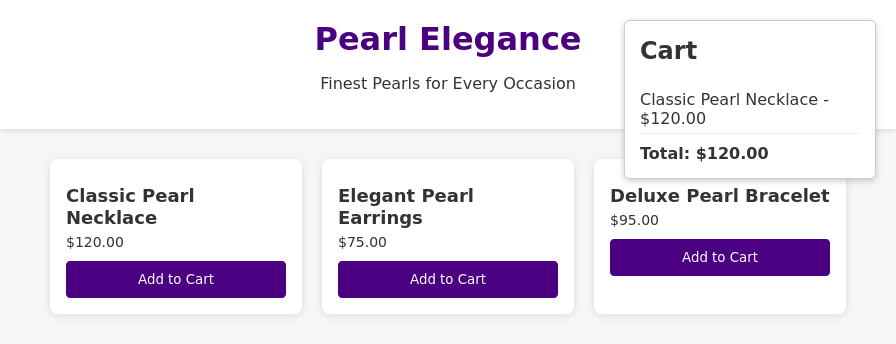 Pearl Elegance
Finest Pearls for Every Occasion
Cart
Classic Pearl Necklace -
$120.00
Total: $120.00
Classic Pearl
Necklace
$120.00
Add to Cart
Elegant Pearl
Earrings
$75.00
Add to Cart
Deluxe Pearl Bracelet
$95.00
Add to Cart